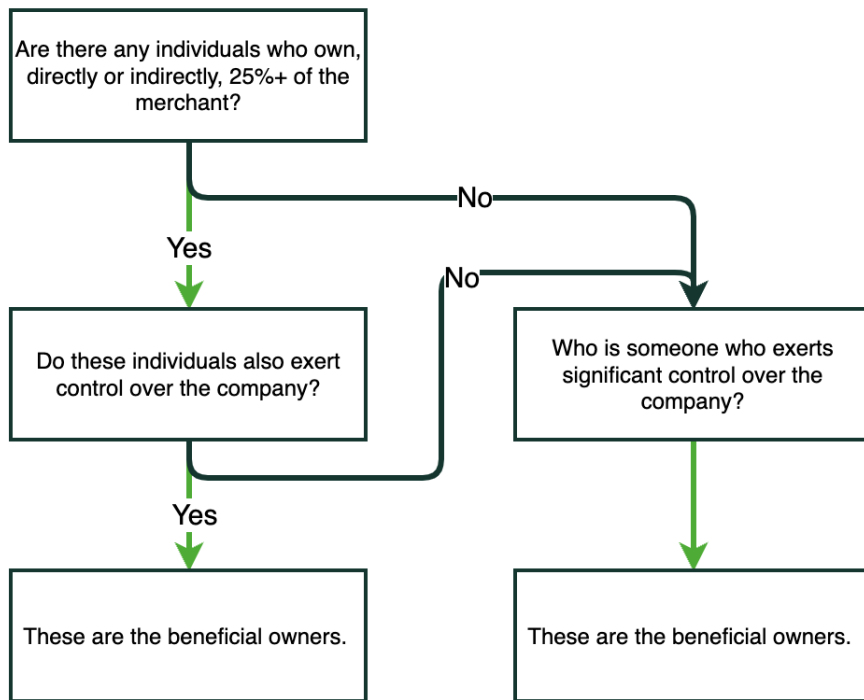 Are there any individuals who own,
directly or indirectly, 25%+ of the
merchant?
No
Yes
No
Do these individuals also exert
control over the company?
Who is someone who exerts
significant control over the
company?
Yes
These are the beneficial owners.
These are the beneficial owners.